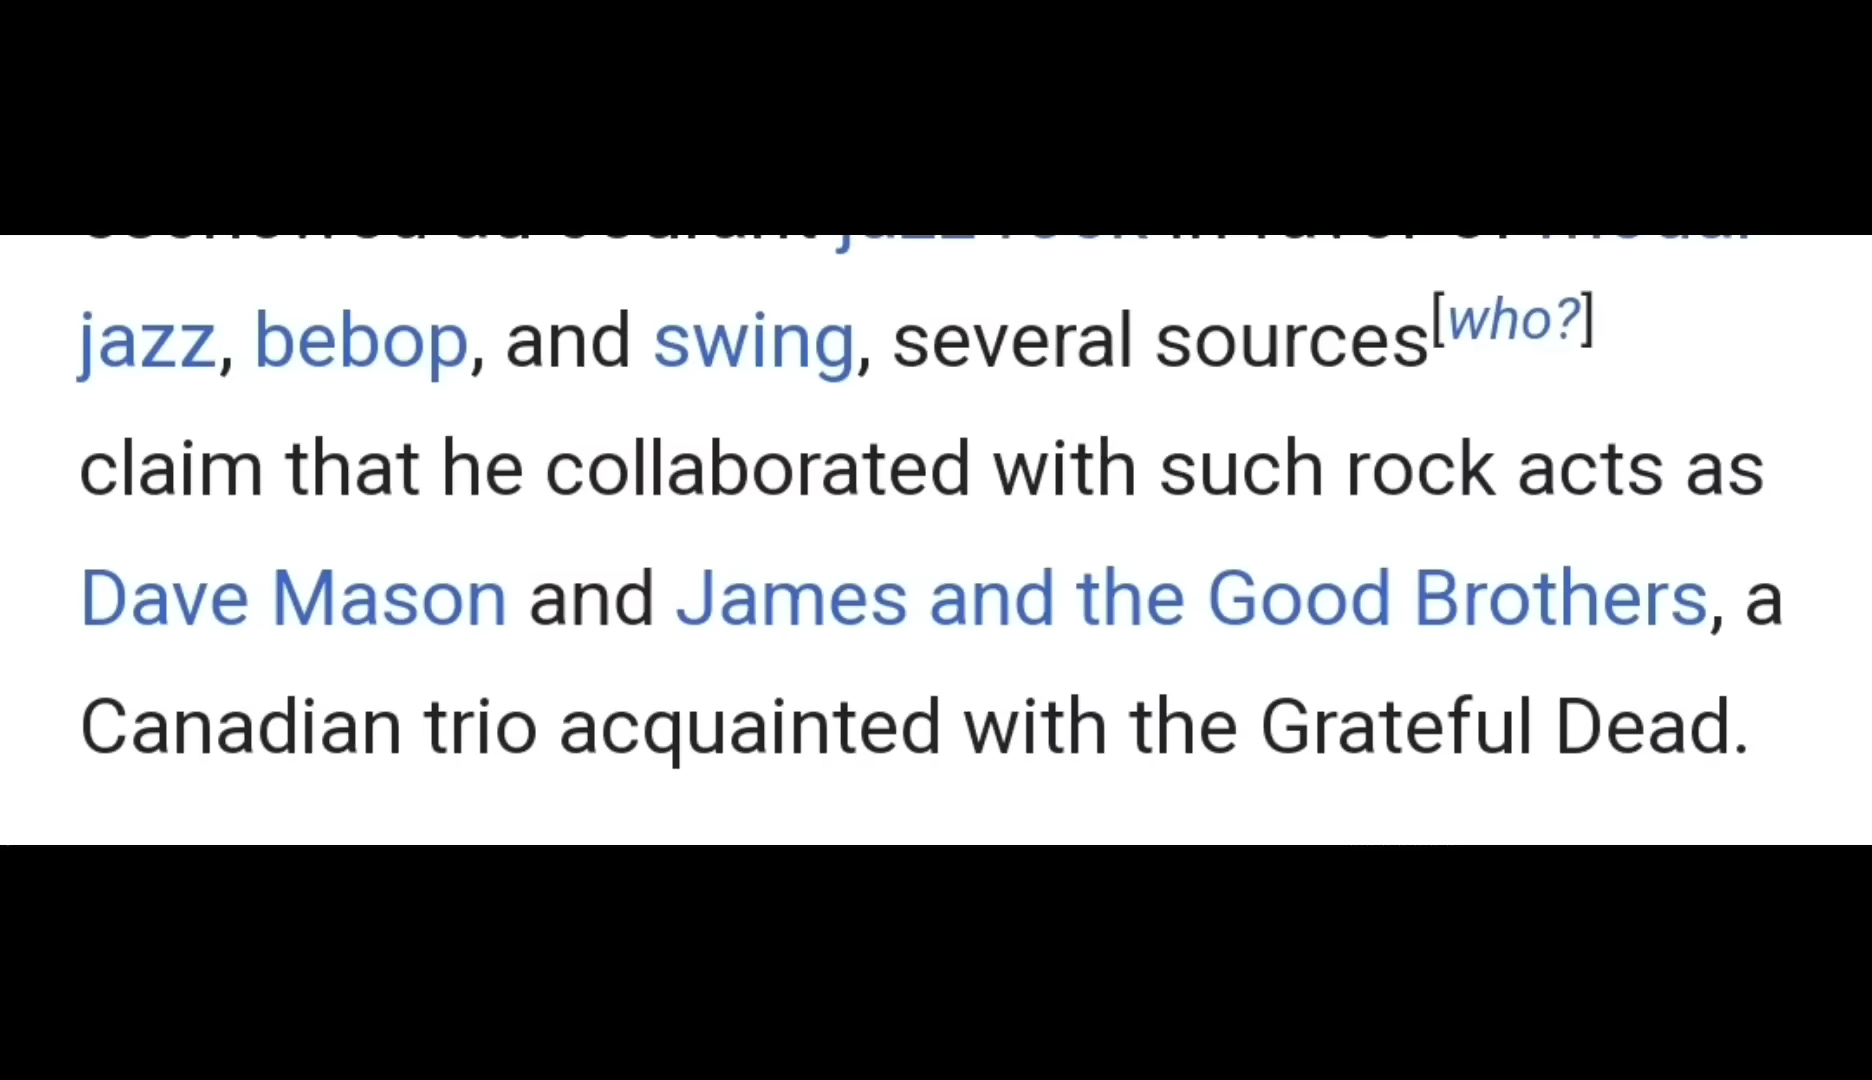 jazz, bebop, and swing, several sources[who?]
claim that he collaborated with such rock acts as
Dave Mason and James and the Good Brothers, a
Canadian trio acquainted with the Grateful Dead.